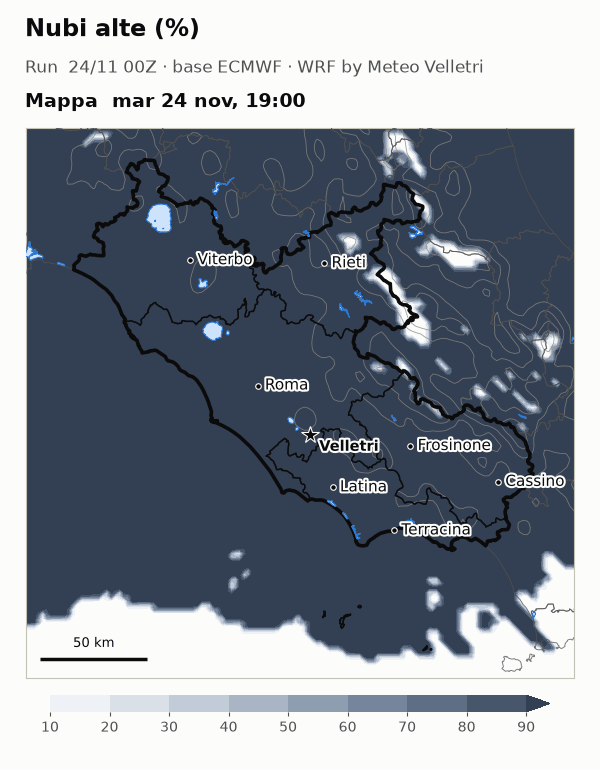 Nubi alte (%)
Run  24/11 00Z · base ECMWF · WRF by Meteo Velletri
Mappa  mar 24 nov, 19:00
Viterbo
Rieti
Roma
Velletri
Frosinone
Latina
Cassino
Terracina
50 km
10 20 30 40 50 60 70 80 90